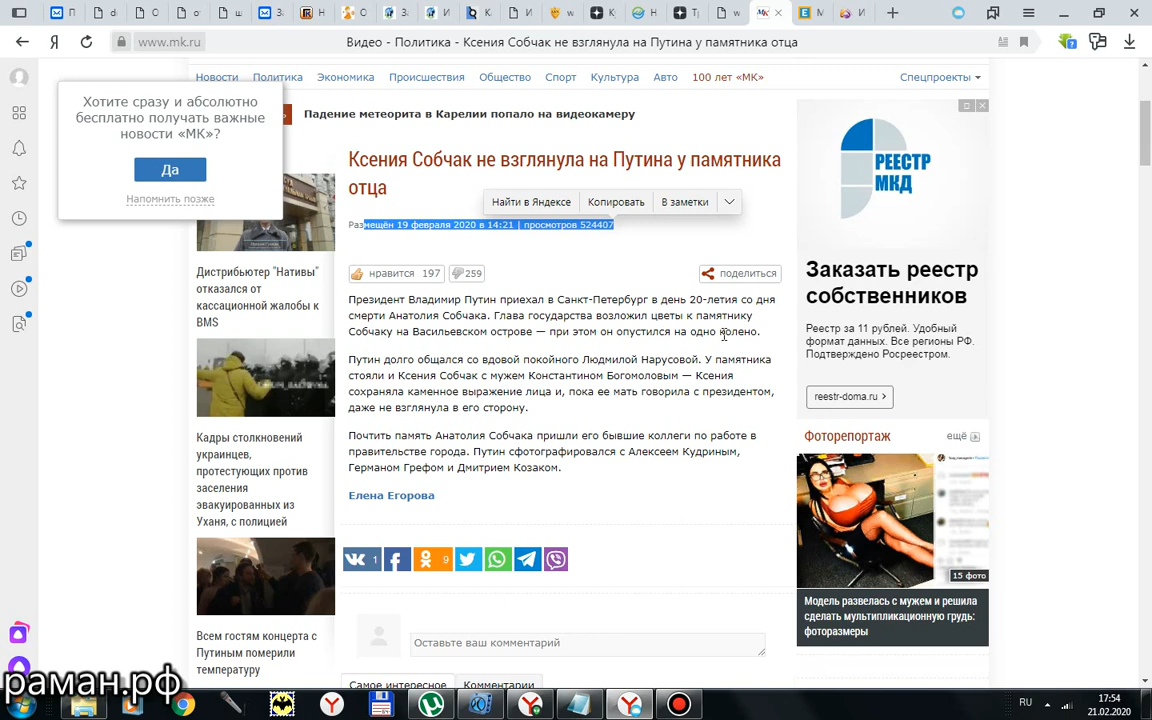 www.mk.ru
Видео - Политика - Ксения Собчак не взглянула на Путина у памятника отца
Новости Политика Экономика Происшествия Общество Спорт Культура Авто 100 лет «МК» Спецпроекты
Хотите сразу и абсолютно
бесплатно получать важные
новости «МК»?
Да
Напомнить позже
Падение метеорита в Карелии попало на видеокамеру
Ксения Собчак не взглянула на Путина у памятника
отца
Найти в Яндексе Копировать В заметки
Размещён 19 февраля 2020 в 14:21 | просмотров 524407
нравится 197 259 поделиться
Президент Владимир Путин приехал в Санкт-Петербург в день 20-летия со дня
смерти Анатолия Собчака. Глава государства возложил цветы к памятнику
Собчаку на Васильевском острове — при этом он опустился на одно колено.
Путин долго общался со вдовой покойного Людмилой Нарусовой. У памятника
стояли и Ксения Собчак с мужем Константином Богомоловым — Ксения
сохраняла каменное выражение лица и, пока ее мать говорила с президентом,
даже не взглянула в его сторону.
Почтить память Анатолия Собчака пришли его бывшие коллеги по работе в
правительстве города. Путин сфотографировался с Алексеем Кудриным,
Германом Грефом и Дмитрием Козаком.
Елена Егорова
1 9
Оставьте ваш комментарий
Самое интересное Комментарии
Дистрибьютер "Нативы"
отказался от
кассационной жалобы к
BMS
Кадры столкновений
украинцев,
протестующих против
заселения
эвакуированных из
Уханя, с полицией
Всем гостям концерта с
Путиным померили
температуру
РЕЕСТР
МКД
Заказать реестр
собственников
Реестр за 11 рублей. Удобный
формат данных. Все регионы РФ.
Подтверждено Росреестром.
reestr-doma.ru
Фоторепортаж ещё
15 фото
Модель развелась с мужем и решила
сделать мультипликационную грудь:
фоторазмеры
раман.рф
RU
17:54
21.02.2020